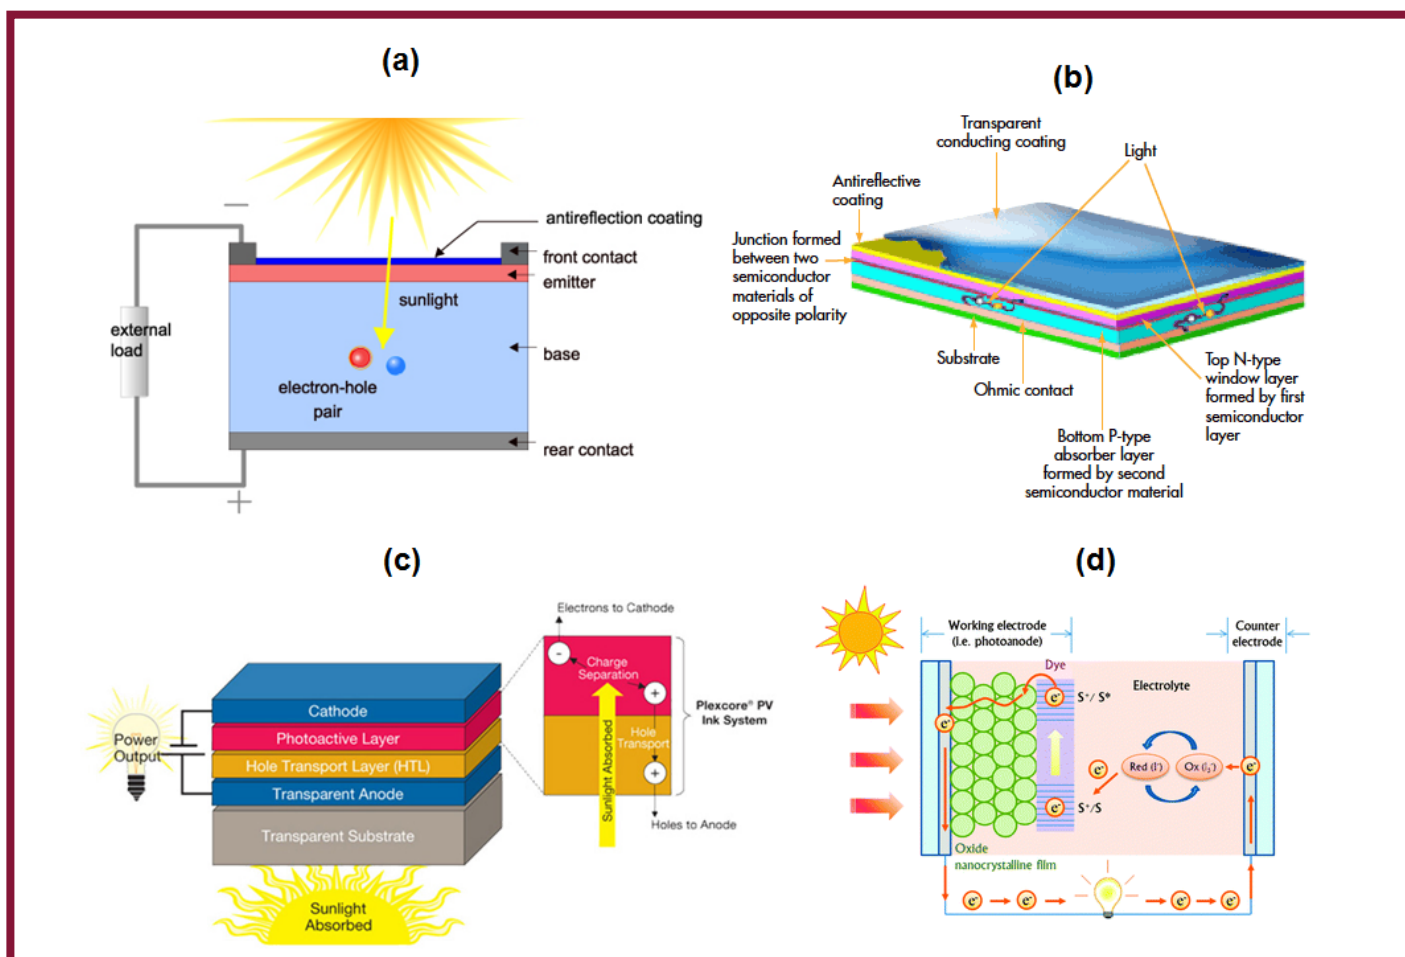 (a)
antireflection coating
front contact
emitter
sunlight
external
load
base
electron-hole
pair
rear contact
−
+
(b)
Transparent
conducting coating
Light
Antireflective
coating
Junction formed
between two
semiconductor
materials of
opposite polarity
Substrate
Ohmic contact
Top N-type
window layer
formed by first
semiconductor
layer
Bottom P-type
absorber layer
formed by second
semiconductor material
(c)
Power
Output
Cathode
Photoactive Layer
Hole Transport Layer (HTL)
Transparent Anode
Transparent Substrate
Sunlight
Absorbed
Electrons to Cathode
-
Charge
Separation
+
Hole
Transport
+
Sunlight Absorbed
Holes to Anode
Plexcore® PV
Ink System
(d)
Working electrode
(i.e. photoanode)
Counter
electrode
Dye
Electrolyte
e-
S+/ S*
e-
e-
Red (I-)
Ox (I3-)
e-
e-
S+/S
Oxide
nanocrystalline film
e-
e-
e-
e-